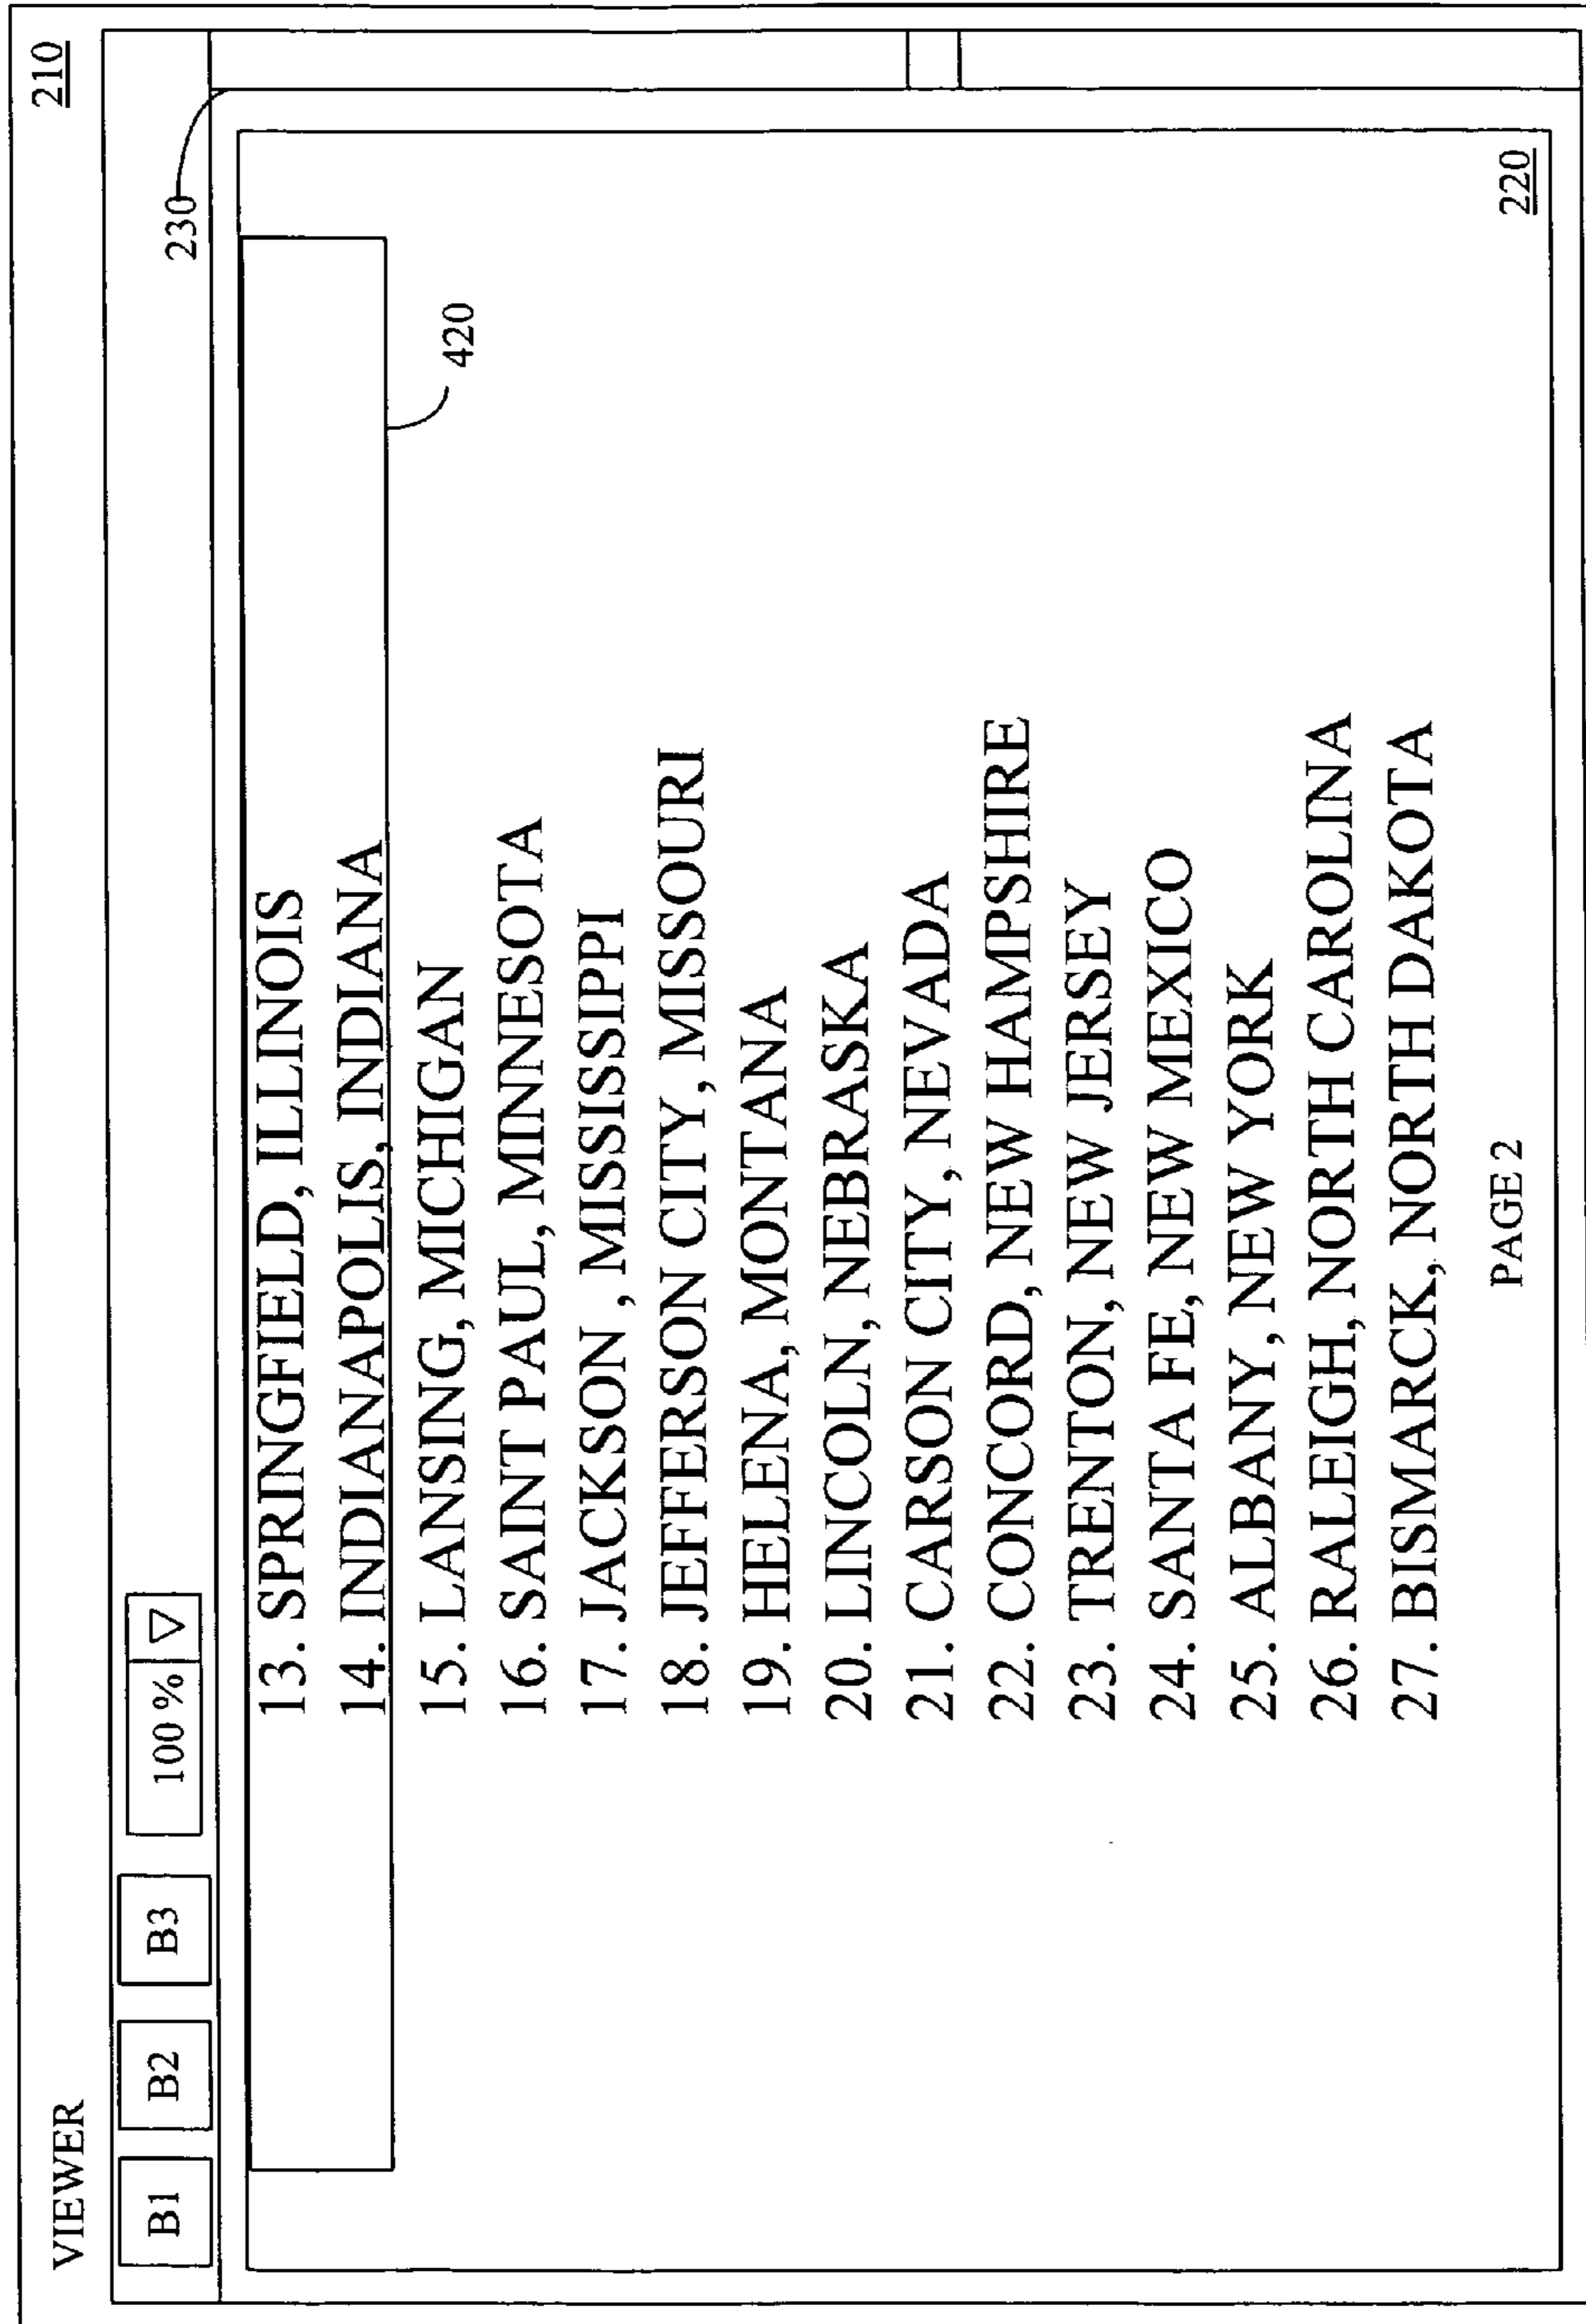 210
VIEWER
B1 B2 B3 100 % ▽
230
13. SPRINGFIELD, ILLINOIS
14. INDIANAPOLIS, INDIANA
420
15. LANSING, MICHIGAN
16. SAINT PAUL, MINNESOTA
17. JACKSON , MISSISSIPPI
18. JEFFERSON CITY, MISSOURI
19. HELENA, MONTANA
20. LINCOLN, NEBRASKA
21. CARSON CITY, NEVADA
22. CONCORD, NEW HAMPSHIRE
23. TRENTON, NEW JERSEY
24. SANTA FE, NEW MEXICO
25. ALBANY, NEW YORK
26. RALEIGH, NORTH CAROLINA
27. BISMARCK, NORTH DAKOTA
PAGE 2
220